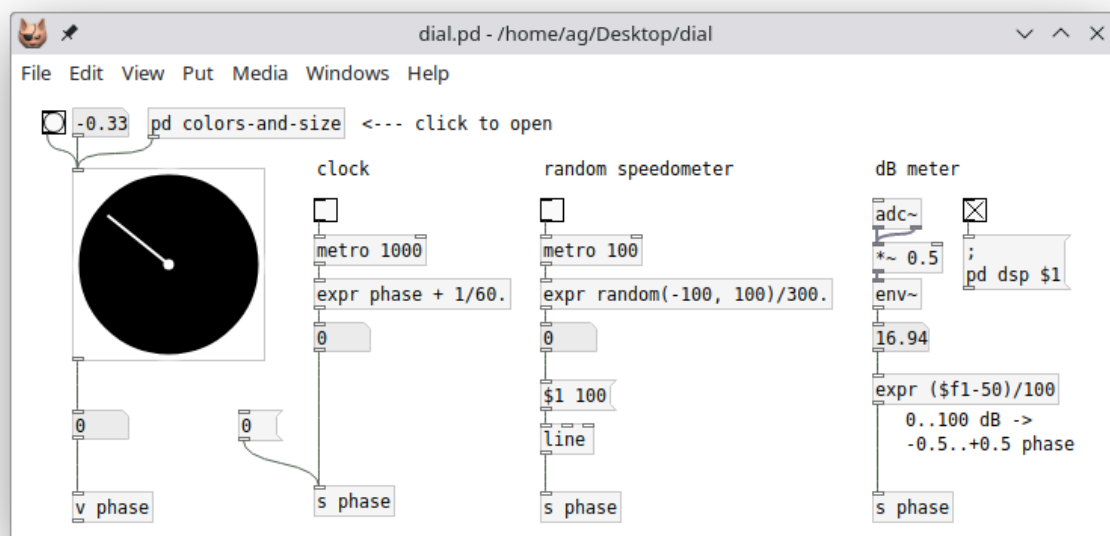 dial.pd - /home/ag/Desktop/dial
File Edit View Put Media Windows Help
-0.33
pd colors-and-size
<--- click to open
clock
metro 1000
expr phase + 1/60.
0
0
0
v phase
s phase
random speedometer
metro 100
expr random(-100, 100)/300.
0
$1 100
line
s phase
dB meter
adc~
*~ 0.5
env~
;
pd dsp $1
16.94
expr ($f1-50)/100
0..100 dB ->
-0.5..+0.5 phase
s phase